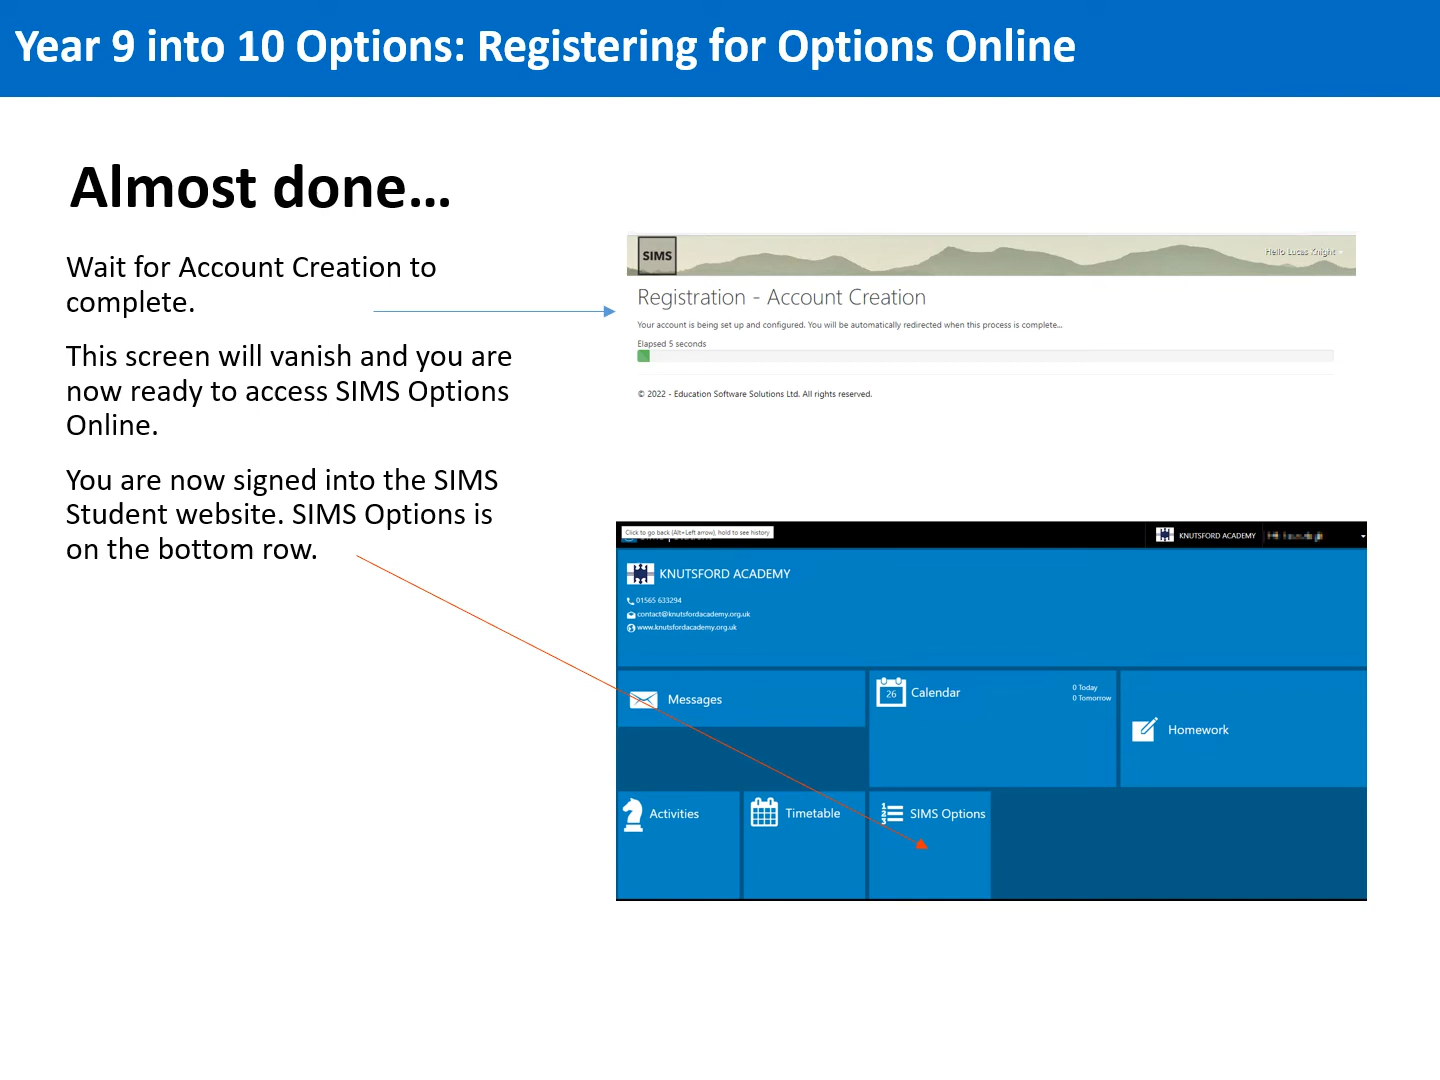 Year 9 into 10 Options: Registering for Options Online
Almost done...
Wait for Account Creation to
complete.
This screen will vanish and you are
now ready to access SIMS Options
Online.
You are now signed into the SIMS
Student website. SIMS Options is
on the bottom row.
SIMS
Hello Lucas Knight
Registration - Account Creation
Your account is being set up and configured. You will be automatically redirected when this process is complete...
Elapsed 5 seconds
© 2022 - Education Software Solutions Ltd. All rights reserved.
Click to go back (Alt+Left arrow), hold to see history
KNUTSFORD ACADEMY
KNUTSFORD ACADEMY
01565 633294
contact@knutsfordacademy.org.uk
www.knutsfordacademy.org.uk
Messages
26
Calendar
0 Today
0 Tomorrow
Homework
Activities
Timetable
1
2
3
SIMS Options